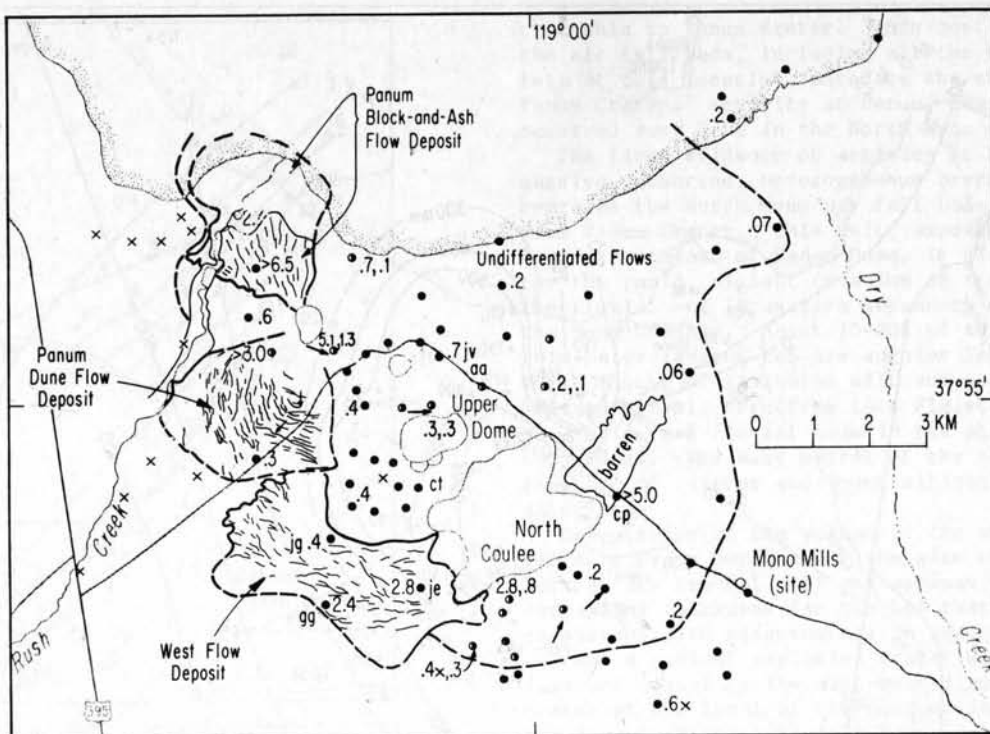 119° 00'
Panum
Block-and-Ash
Flow Deposit
.2
.07
Undifferentiated Flows
.7,.1
.2
6.5
.6
Dry
Panum
Dune Flow
Deposit
>3.0
5,1,.13
.7 jv
aa
.2,.1
.06
37°55'
0 1 2 3 KM
.4
Upper
Dome
.3,.3
barren
.3
ct
.4
>5.0
cp
North
Coulee
Mono Mills
(site)
jg .4
.2
2.8 je
2.8,.8
2.4
gg
.2
Creek
Rush
West Flow
Deposit
.4x,.3
.6x
395
Creek